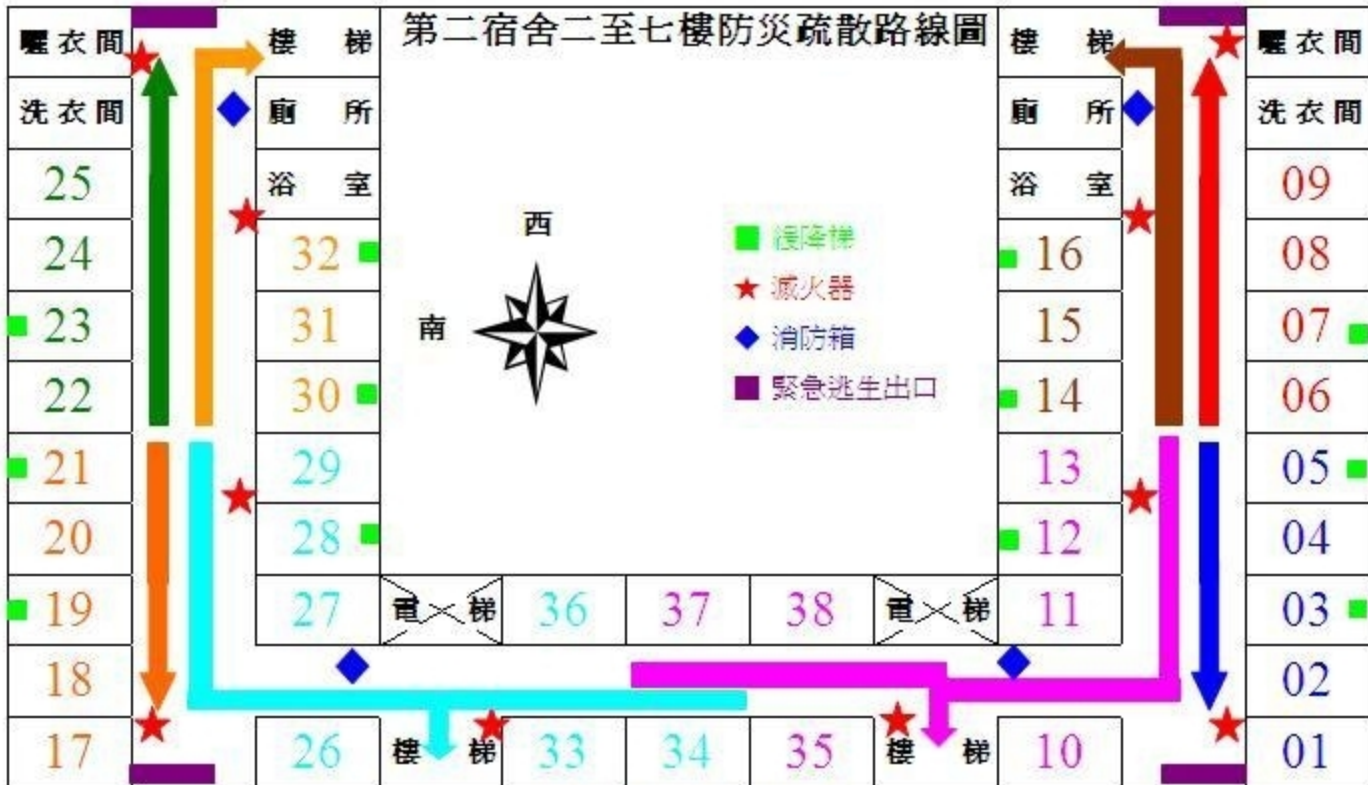 第二宿舍二至七樓防災疏散路線圖
曬衣間
樓梯
樓梯
曬衣間
洗衣間
廁所
廁所
洗衣間
25
浴室
浴室
09
24
32
16
08
23
31
15
07
22
30
14
06
21
29
13
05
20
28
12
04
19
27
電梯
36
37
38
電梯
11
03
18
02
17
26
樓梯
33
34
35
樓梯
10
01
西
南
緩降梯
滅火器
消防箱
緊急逃生出口